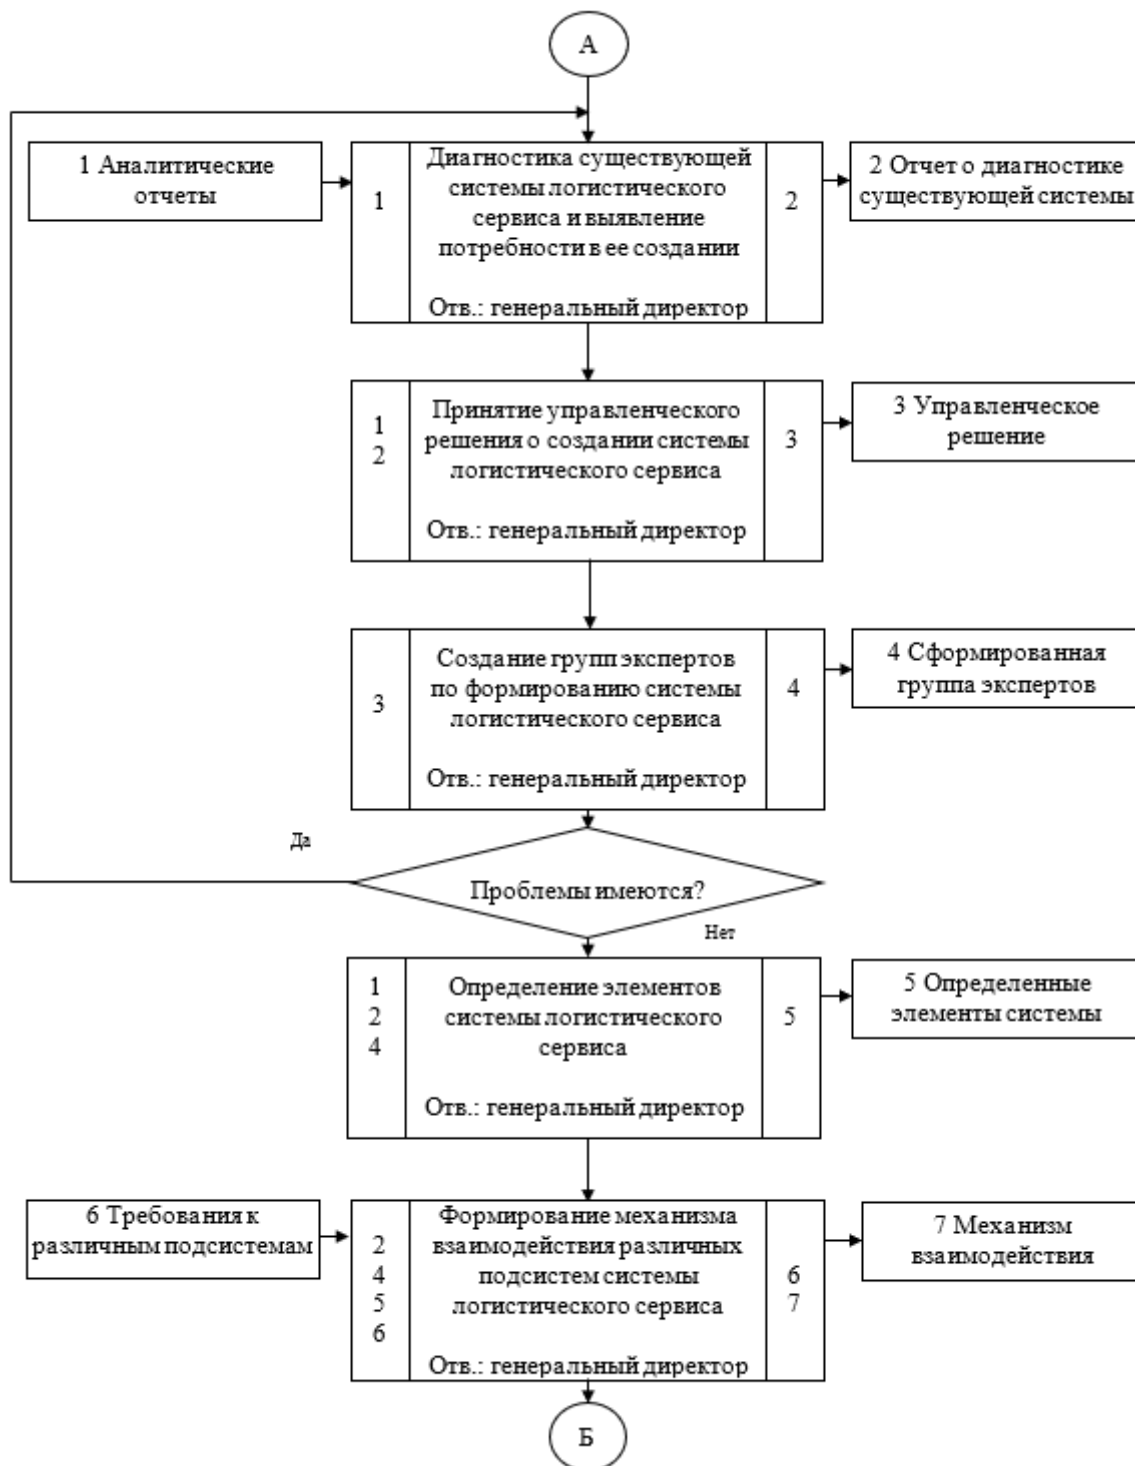 А
1 Аналитические
отчеты
1
Диагностика существующей
системы логистического
сервиса и выявление
потребности в ее создании
Отв.: генеральный директор
2
2 Отчет о диагностике
существующей системы
1
2
Принятие управленческого
решения о создании системы
логистического сервиса
Отв.: генеральный директор
3
3 Управленческое
решение
3
Создание групп экспертов
по формированию системы
логистического сервиса
Отв.: генеральный директор
4
4 Сформированная
группа экспертов
Да
Проблемы имеются?
Нет
1
2
4
Определение элементов
системы логистического
сервиса
Отв.: генеральный директор
5
5 Определенные
элементы системы
6 Требования к
различным подсистемам
2
4
5
6
Формирование механизма
взаимодействия различных
подсистем системы
логистического сервиса
Отв.: генеральный директор
6
7
7 Механизм
взаимодействия
Б